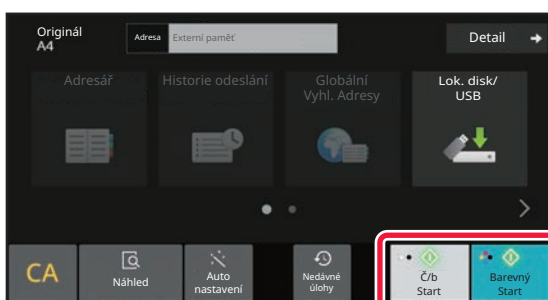 Originál
A4
Adresa
Externí paměť
Detail
Adresář
Historie odeslání
Globální
Vyhl. Adresy
Lok. disk/
USB
CA
Náhled
Auto
nastavení
Nedávné
úlohy
Č/b
Start
Barevný
Start